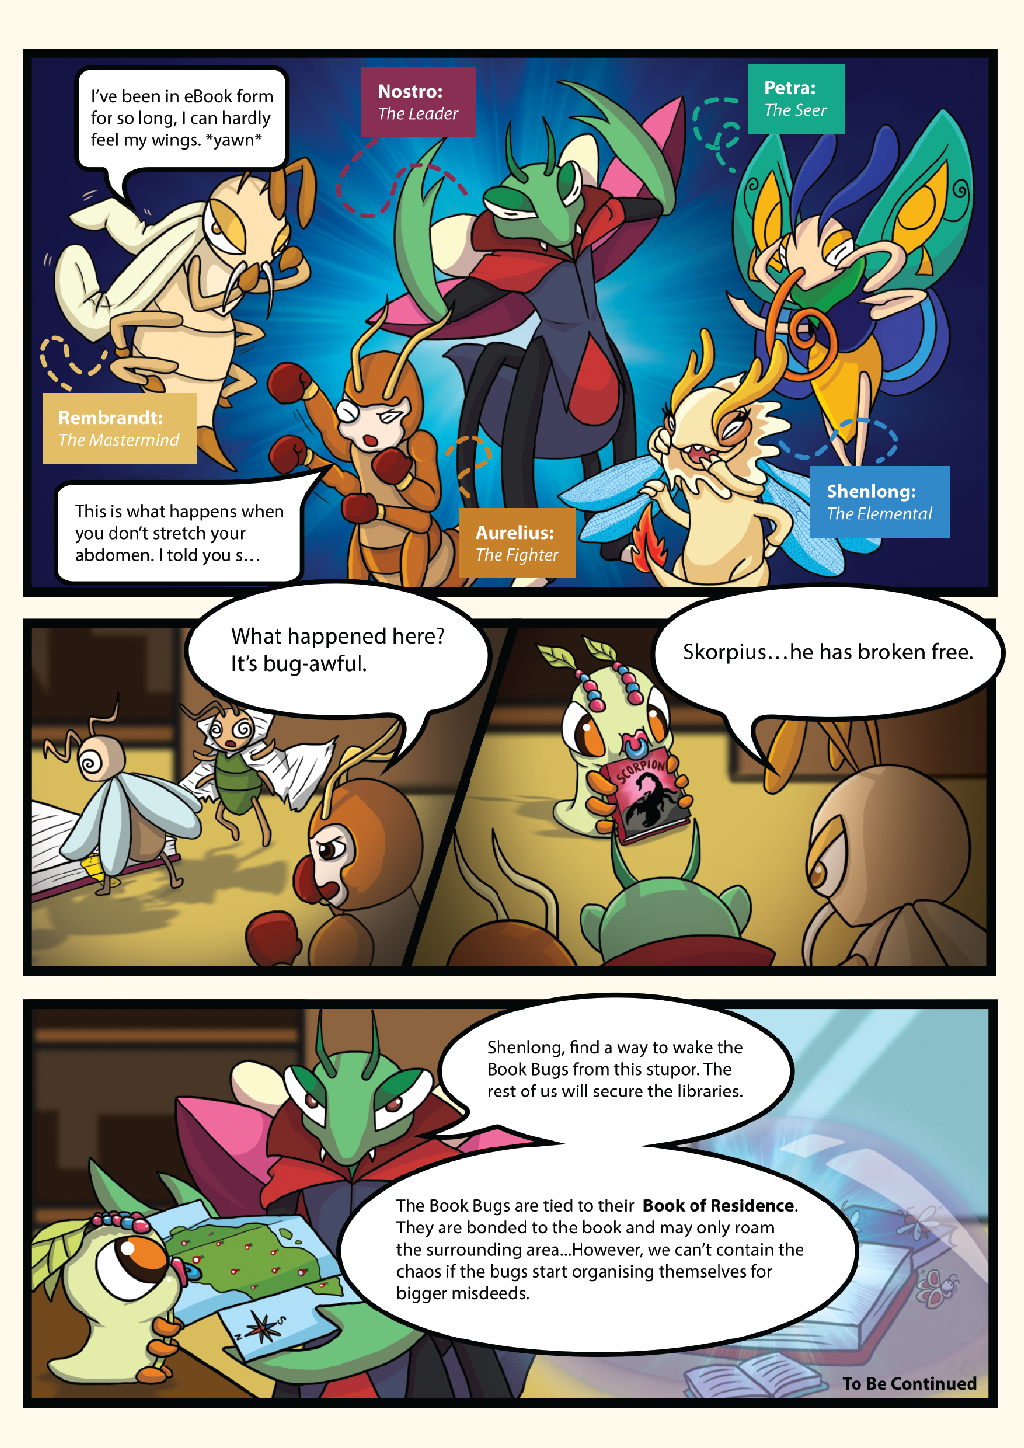 I've been in eBook form
for so long, I can hardly
feel my wings. *yawn*
Nostro:
The Leader
Petra:
The Seer
Rembrandt:
The Mastermind
Shenlong:
The Elemental
This is what happens when
you don't stretch your
abdomen. I told you s...
Aurelius:
The Fighter
What happened here?
It's bug-awful.
Skorpius...he has broken free.
SCORPION
Shenlong, find a way to wake the
Book Bugs from this stupor. The
rest of us will secure the libraries.
The Book Bugs are tied to their Book of Residence.
They are bonded to the book and may only roam
the surrounding area...However, we can't contain the
chaos if the bugs start organising themselves for
bigger misdeeds.
S
N
To Be Continued